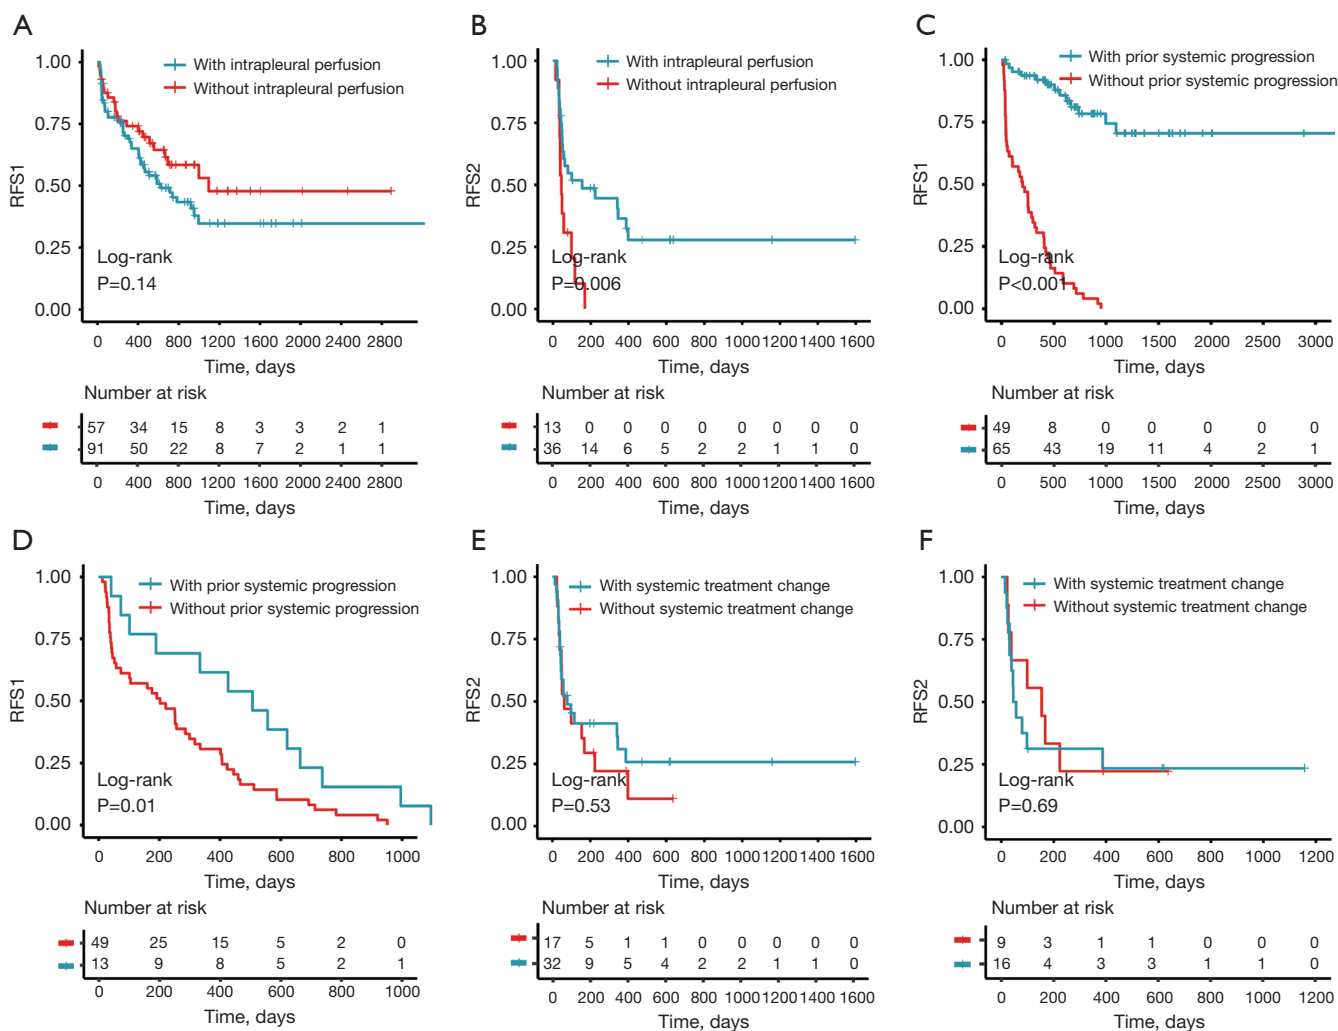 A
With intrapleural perfusion
Without intrapleural perfusion
1.00
0.75
0.50
0.25
0.00
RFS1
Log-rank
P=0.14
0 400 800 1200 1600 2000 2400 2800
Time, days
Number at risk
57 34 15 8 3 3 2 1
91 50 22 8 7 2 1 1
0 400 800 1200 1600 2000 2400 2800
Time, days
B
With intrapleural perfusion
Without intrapleural perfusion
1.00
0.75
0.50
0.25
0.00
RFS2
Log-rank
P=0.006
0 200 400 600 800 1000 1200 1400 1600
Time, days
Number at risk
13 0 0 0 0 0 0 0 0
36 14 6 5 2 2 1 1 0
0 200 400 600 800 1000 1200 1400 1600
Time, days
C
With prior systemic progression
Without prior systemic progression
1.00
0.75
0.50
0.25
0.00
RFS1
Log-rank
P<0.001
0 500 1000 1500 2000 2500 3000
Time, days
Number at risk
49 8 0 0 0 0 0
65 43 19 11 4 2 1
0 500 1000 1500 2000 2500 3000
Time, days
D
With prior systemic progression
Without prior systemic progression
1.00
0.75
0.50
0.25
0.00
RFS1
Log-rank
P=0.01
0 200 400 600 800 1000
Time, days
Number at risk
49 25 15 5 2 0
13 9 8 5 2 1
0 200 400 600 800 1000
Time, days
E
With systemic treatment change
Without systemic treatment change
1.00
0.75
0.50
0.25
0.00
RFS2
Log-rank
P=0.53
0 200 400 600 800 1000 1200 1400 1600
Time, days
Number at risk
17 5 1 1 0 0 0 0 0
32 9 5 4 2 2 1 1 0
0 200 400 600 800 1000 1200 1400 1600
Time, days
F
With systemic treatment change
Without systemic treatment change
1.00
0.75
0.50
0.25
0.00
RFS2
Log-rank
P=0.69
0 200 400 600 800 1000 1200
Time, days
Number at risk
9 3 1 1 0 0 0
16 4 3 3 1 1 0
0 200 400 600 800 1000 1200
Time, days